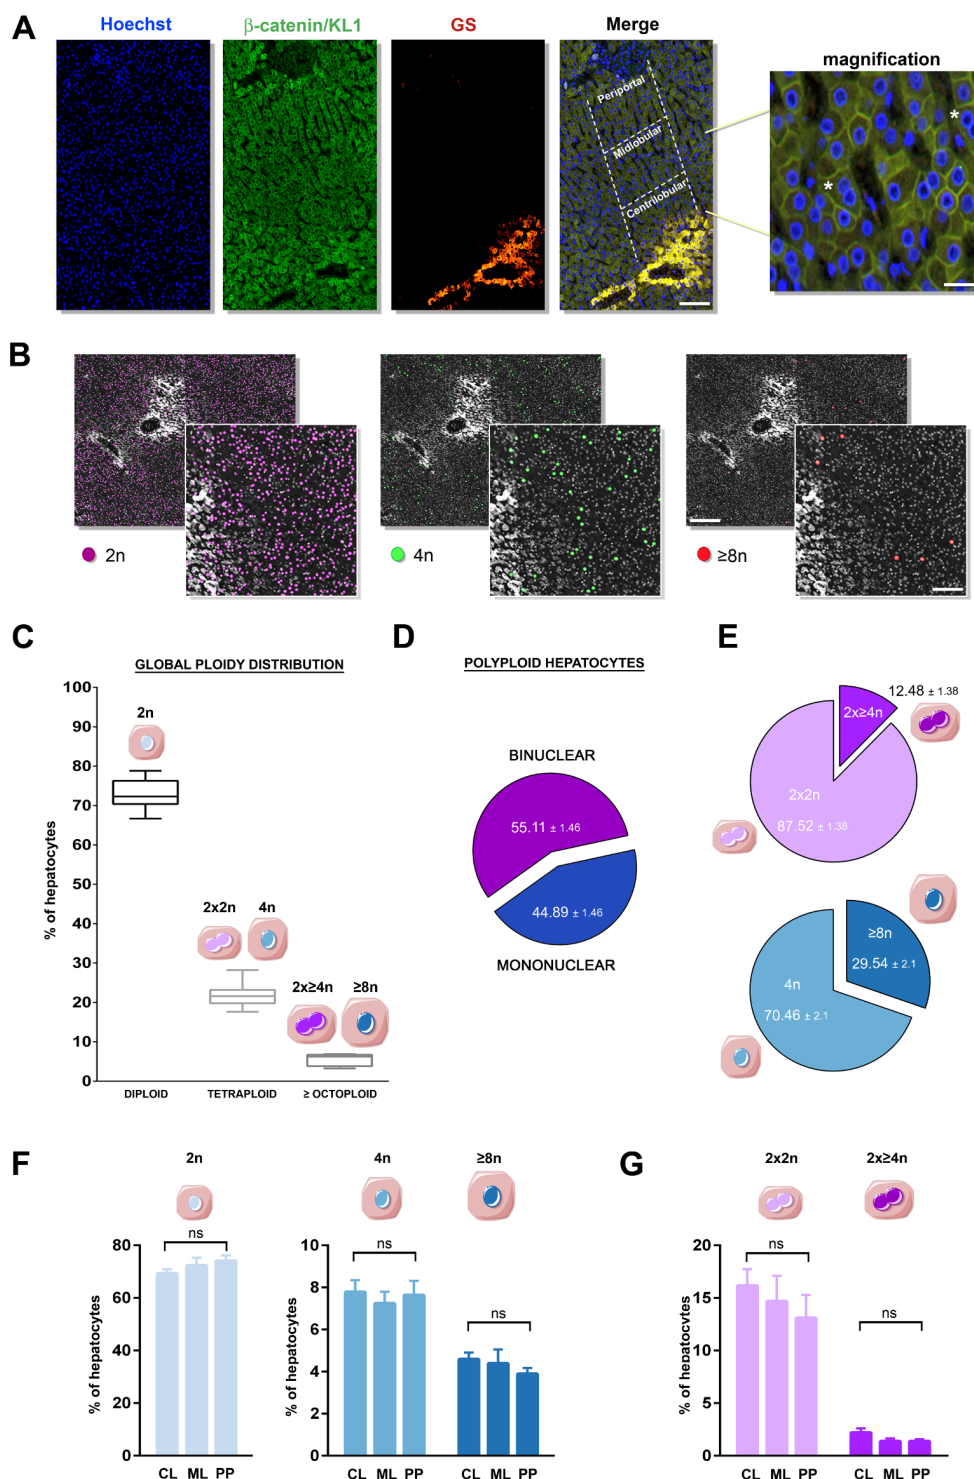 A
Hoechst
β-catenin/KL1
GS
Merge
magnification
Periportal
Midlobular
Centrilobular
*
*
B
2n
4n
≥8n
C
GLOBAL PLOIDY DISTRIBUTION
% of hepatocytes
100
90
80
70
60
50
40
30
20
10
0
2n
2x2n
4n
2x≥4n
≥8n
DIPLOID
TETRAPLOID
≥ OCTOPLOID
D
POLYPLOID HEPATOCYTES
BINUCLEAR
55.11 ± 1.46
44.89 ± 1.46
MONONUCLEAR
E
12.48 ± 1.38
2x≥4n
2x2n
87.52 ± 1.38
≥8n
29.54 ± 2.1
4n
70.46 ± 2.1
F
2n
ns
% of hepatocytes
80
60
40
20
0
CL ML PP
4n
≥8n
ns
ns
% of hepatocytes
10
8
6
4
2
0
CL ML PP
CL ML PP
G
2x2n
2x≥4n
ns
ns
% of hepatocytes
20
15
10
5
0
CL ML PP
CL ML PP